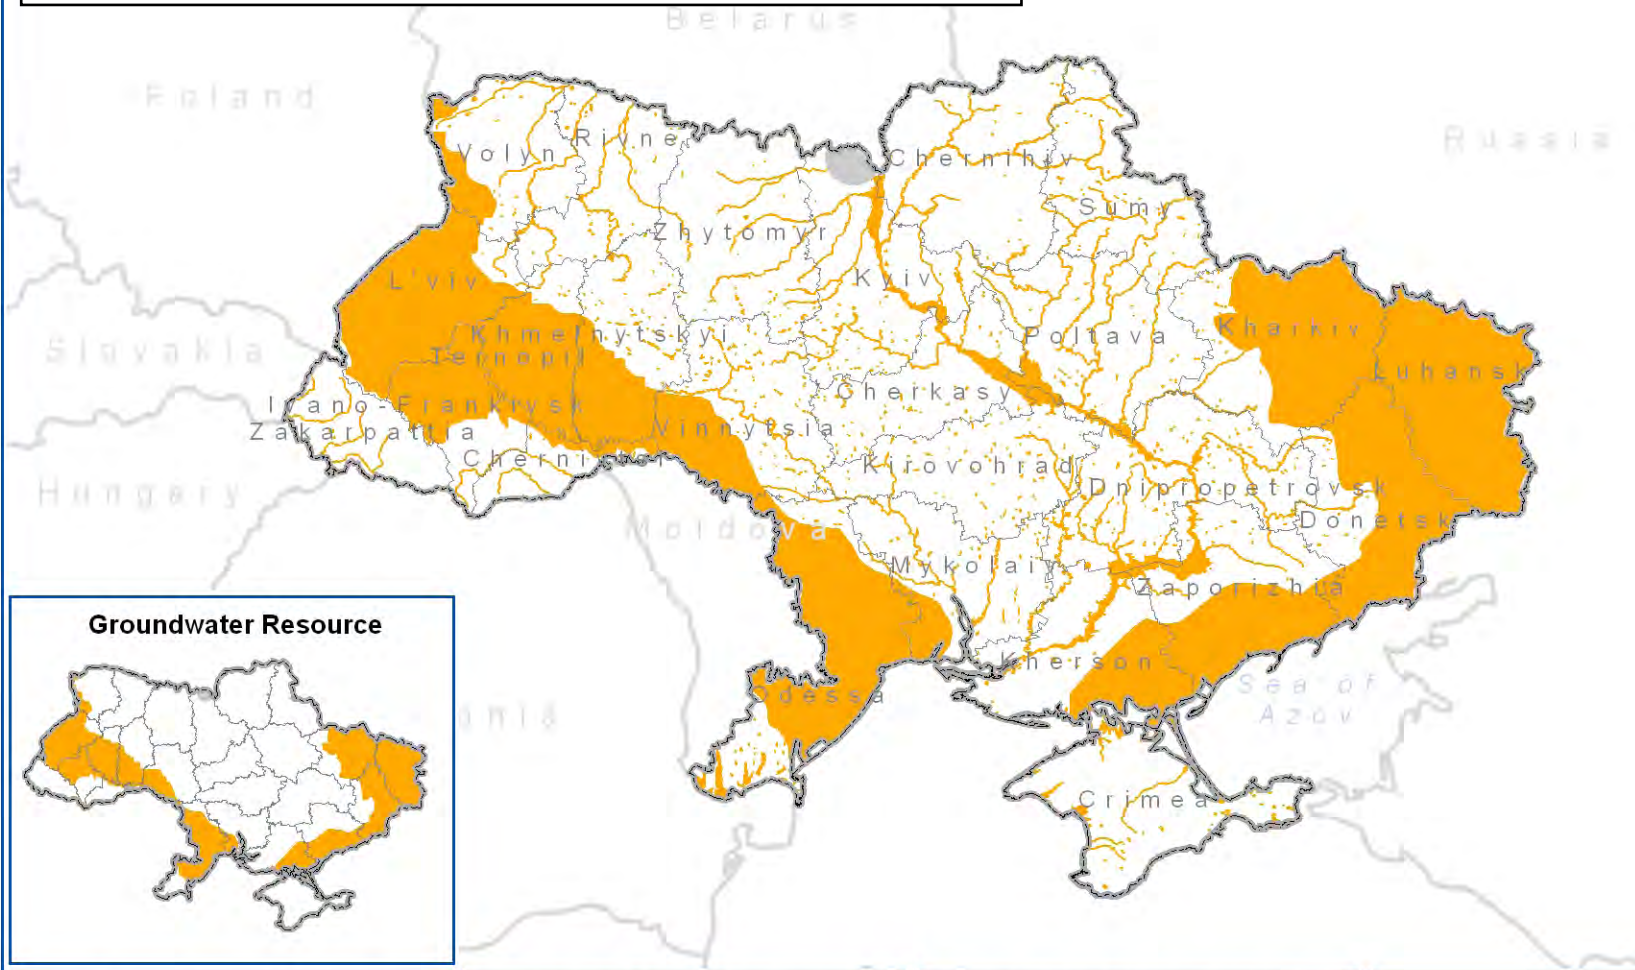 Belarus
Poland
Russia
Volyn
Rivne
Chernihiv
Sumy
Zhytomyr
L'viv
Kyiv
Khmelnytskyi
Ternopil
Poltava
Kharkiv
Slovakia
Luhansk
Cherkasy
Ivano-Frankivsk
Zakarpattia
Vinnytsia
Chernivtsi
Kirovohrad
Hungary
Dnipropetrovsk
Donetsk
Moldova
Mykolaiv
Zaporizhia
Groundwater Resource
Kherson
Odessa
Sea of
Azov
Crimea